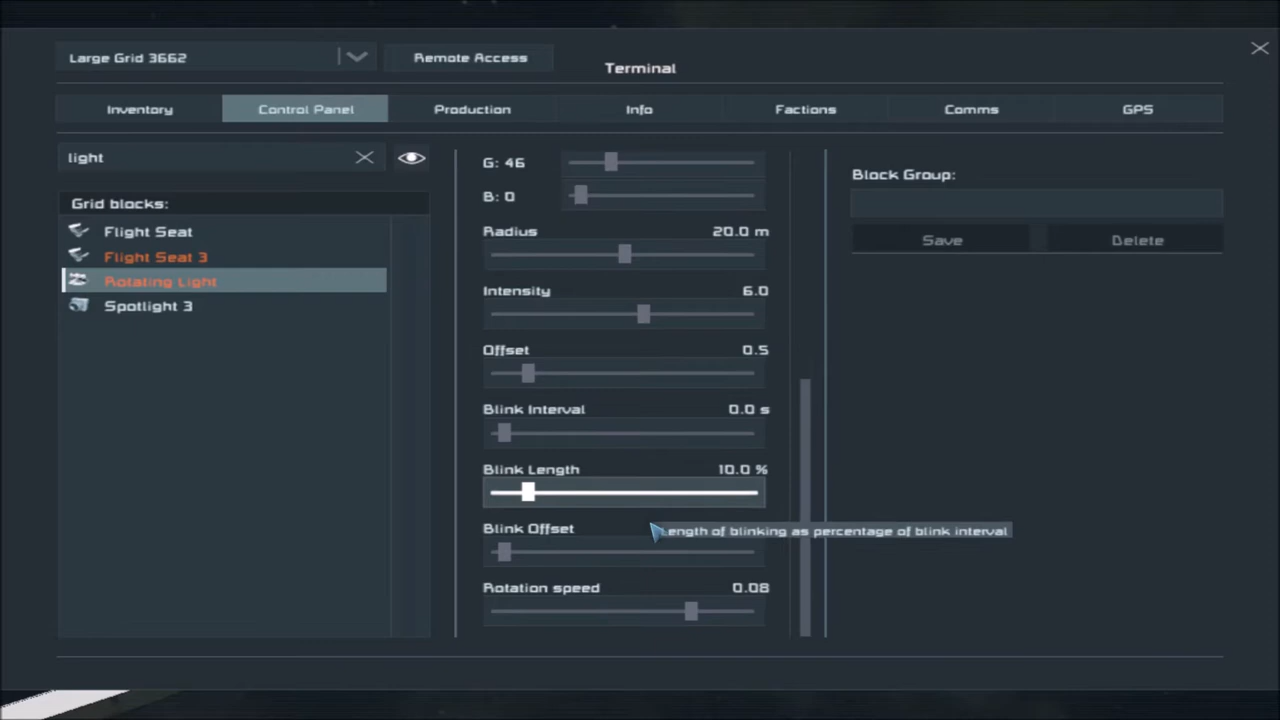 Large Grid 3662
Remote Access
Terminal
Inventory
Control Panel
Production
Info
Factions
Comms
GPS
light
Grid blocks:
Flight Seat
Flight Seat 3
Rotating Light
Spotlight 3
G: 46
B: 0
Radius 20.0 m
Intensity 6.0
Offset 0.5
Blink Interval 0.0 s
Blink Length 10.0 %
Blink Offset
Length of blinking as percentage of blink interval
Rotation speed 0.08
Block Group:
Save
Delete